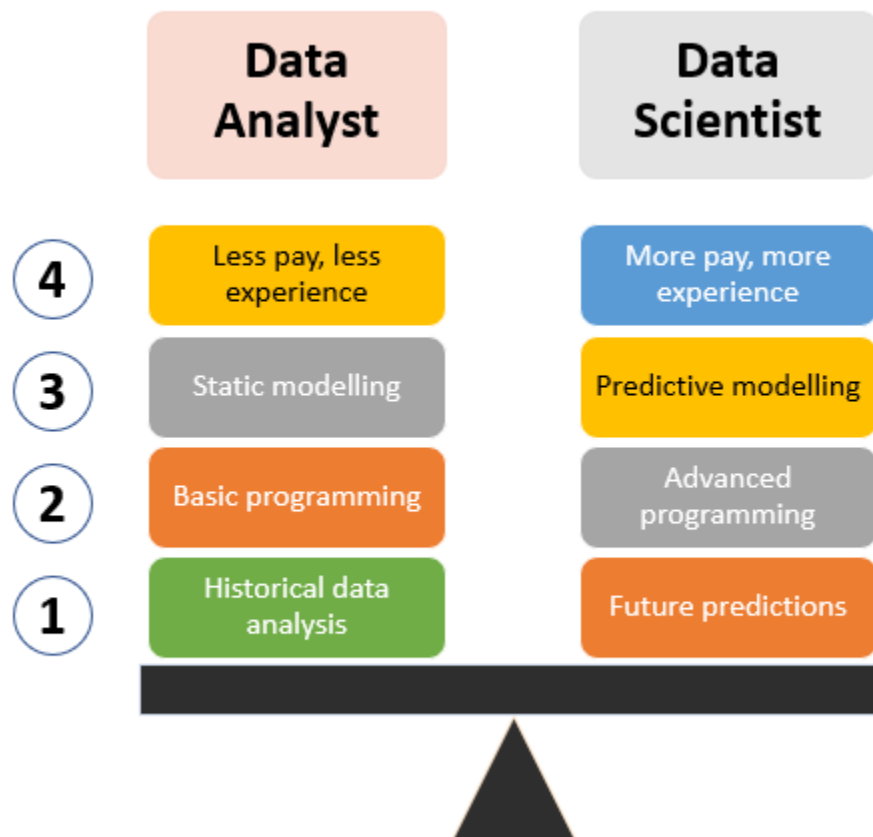 Data
Analyst
Data
Scientist
4
Less pay, less
experience
More pay, more
experience
3
Static modelling
Predictive modelling
2
Basic programming
Advanced
programming
1
Historical data
analysis
Future predictions